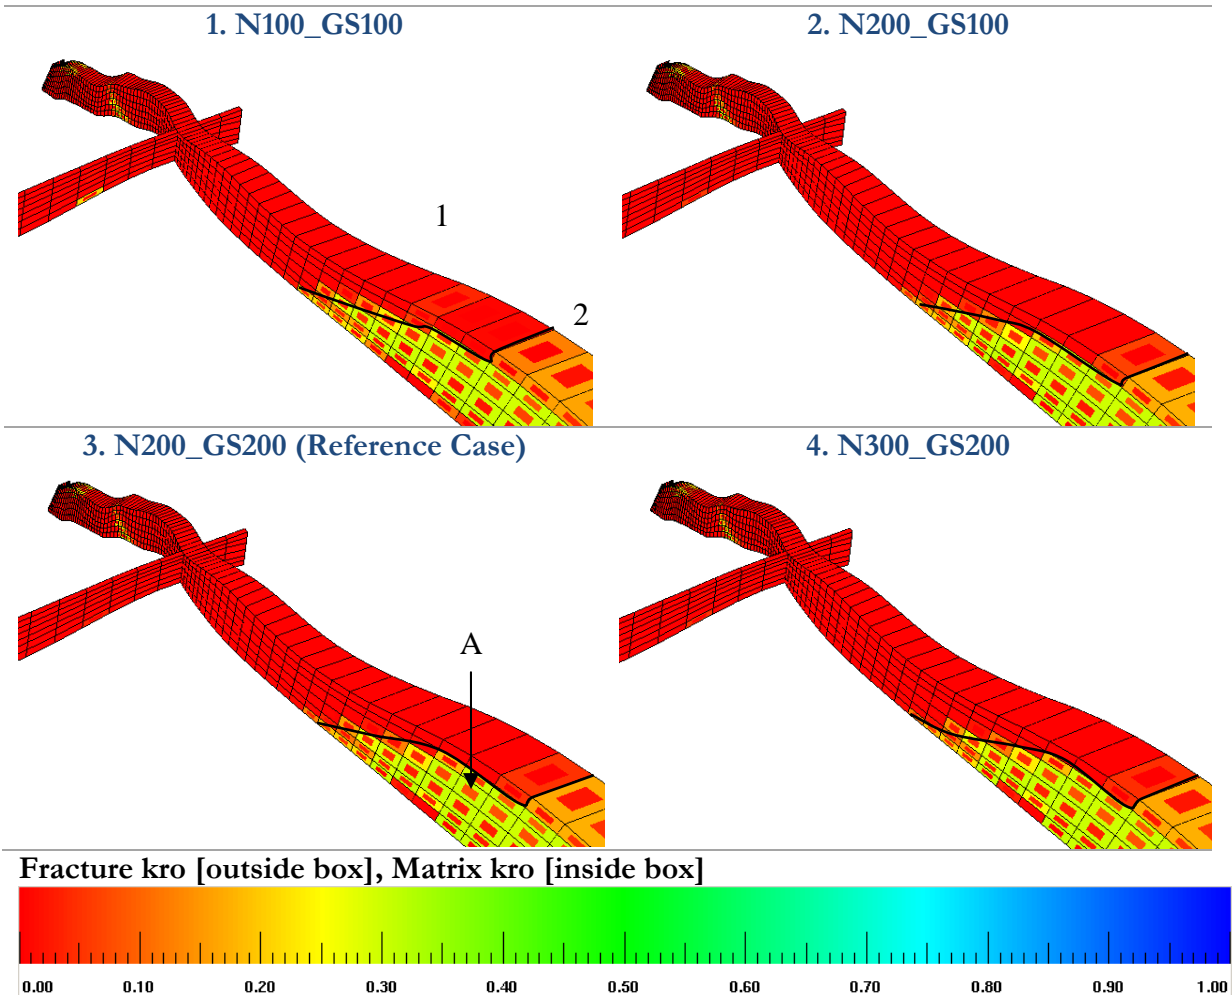 1. N100_GS100
2. N200_GS100
1
2
3. N200_GS200 (Reference Case)
4. N300_GS200
A
Fracture kro [outside box], Matrix kro [inside box]
0.00 0.10 0.20 0.30 0.40 0.50 0.60 0.70 0.80 0.90 1.00